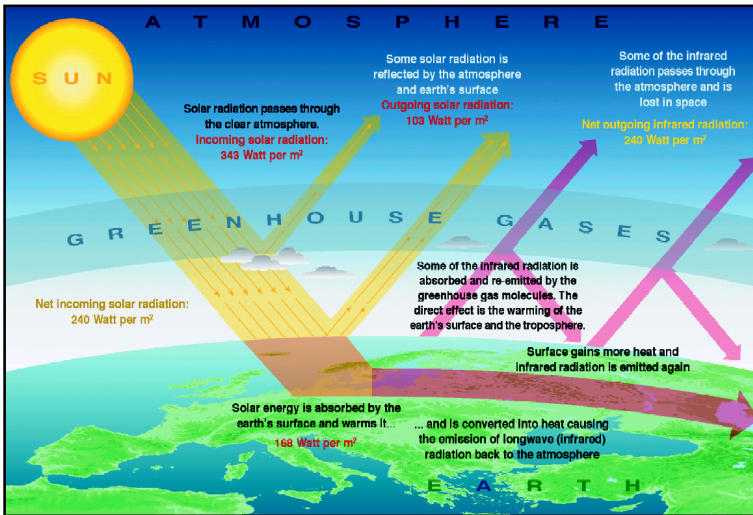 ATMOSPHERE
SUN
Solar radiation passes through
the clear atmosphere.
Incoming solar radiation:
343 Watt per m²
Some solar radiation is
reflected by the atmosphere
and earth's surface
Outgoing solar radiation:
103 Watt per m²
Some of the infrared
radiation passes through
the atmosphere and is
lost in space
Net outgoing infrared radiation:
240 Watt per m²
GREENHOUSE GASES
Net incoming solar radiation:
240 Watt per m²
Some of the infrared radiation is
absorbed and re-emitted by the
greenhouse gas molecules. The
direct effect is the warming of the
earth's surface and the troposphere.
Surface gains more heat and
infrared radiation is emitted again
Solar energy is absorbed by the
earth's surface and warms it...
168 Watt per m²
... and is converted into heat causing
the emission of longwave (infrared)
radiation back to the atmosphere
EARTH